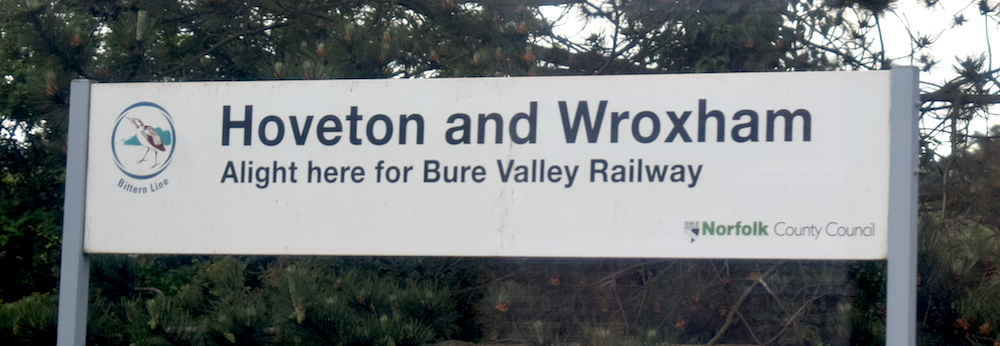 Hoveton and Wroxham
Alight here for Bure Valley Railway
Bittern Line
Norfolk County Council